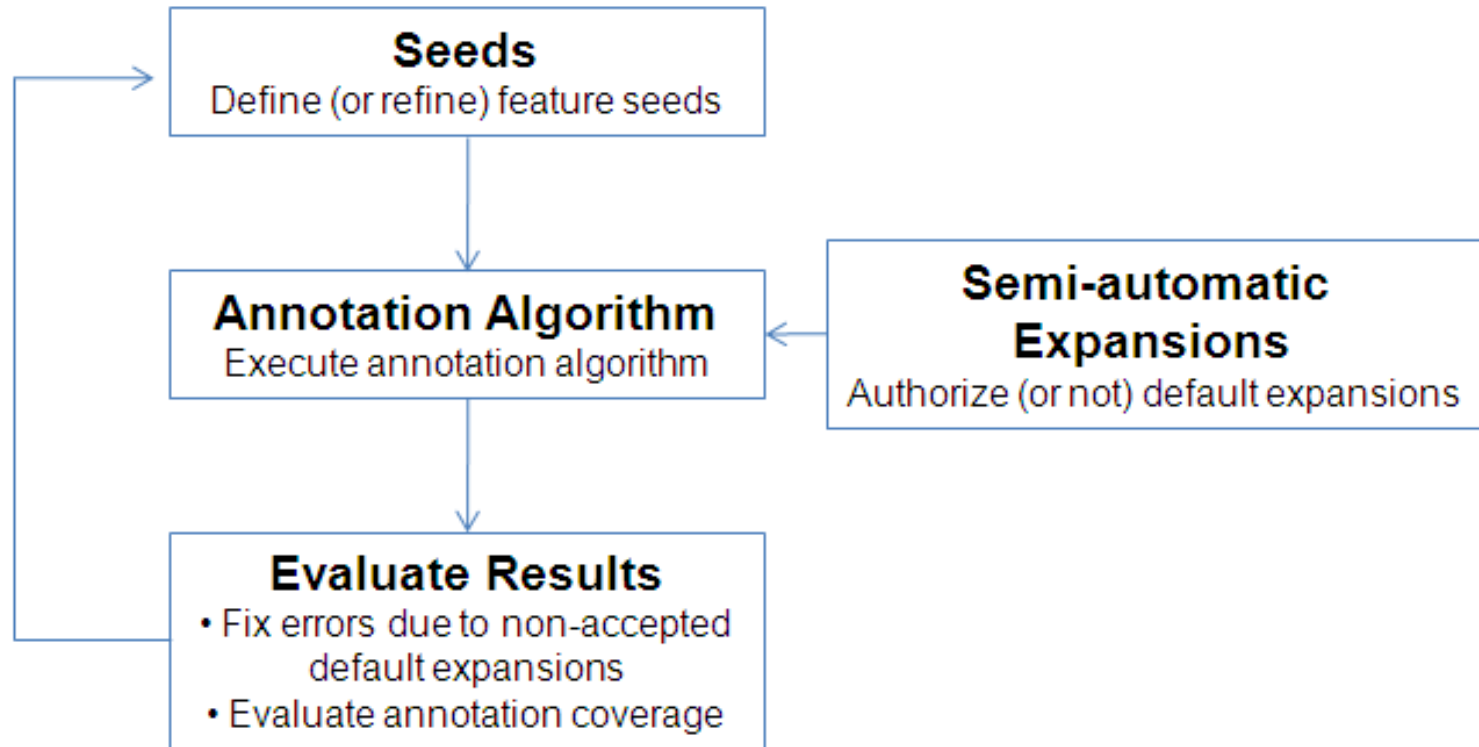 Seeds
Define (or refine) feature seeds
Annotation Algorithm
Execute annotation algorithm
Semi-automatic
Expansions
Authorize (or not) default expansions
Evaluate Results
• Fix errors due to non-accepted
default expansions
• Evaluate annotation coverage